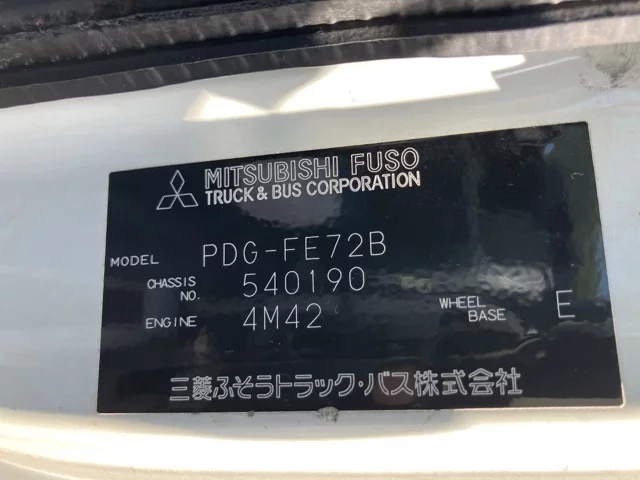 MITSUBISHI FUSO
TRUCK & BUS CORPORATION
MODEL PDG-FE72B
CHASSIS NO. 540190
ENGINE 4M42 WHEEL BASE E
三菱ふそうトラック・バス株式会社